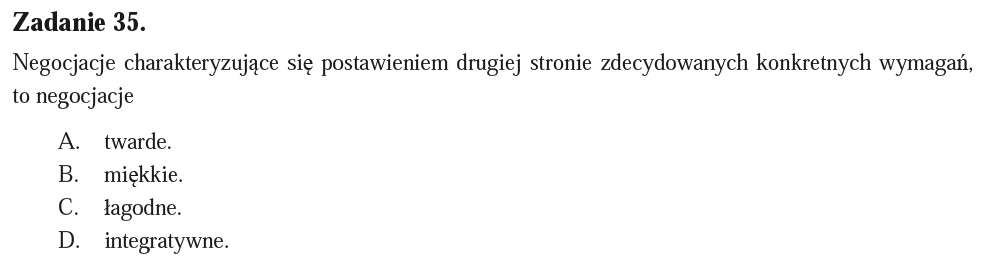 Zadanie 35.
Negocjacje charakteryzujące się postawieniem drugiej stronie zdecydowanych konkretnych wymagań,
to negocjacje
A. twarde.
B. miękkie.
C. łagodne.
D. integratywne.